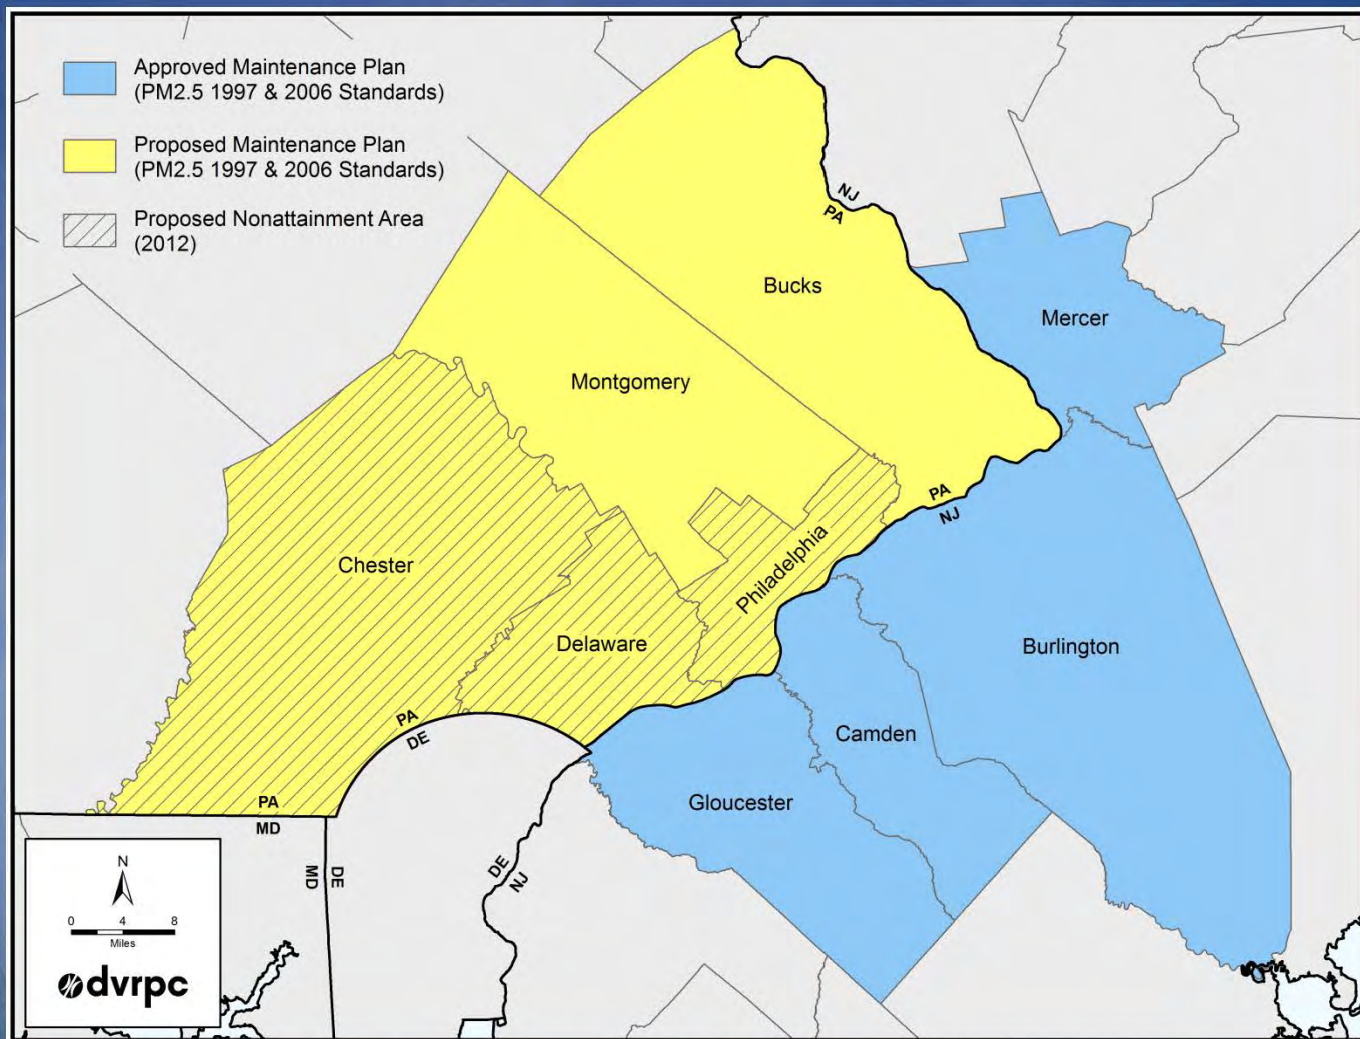 Approved Maintenance Plan
(PM2.5 1997 & 2006 Standards)
Proposed Maintenance Plan
(PM2.5 1997 & 2006 Standards)
Proposed Nonattainment Area
(2012)
NJ
PA
Bucks
Mercer
Montgomery
PA
NJ
Chester
Philadelphia
Delaware
Burlington
PA
DE
Camden
Gloucester
PA
MD
MD
DE
DE
NJ
N
0 4 8
Miles
dvrpc